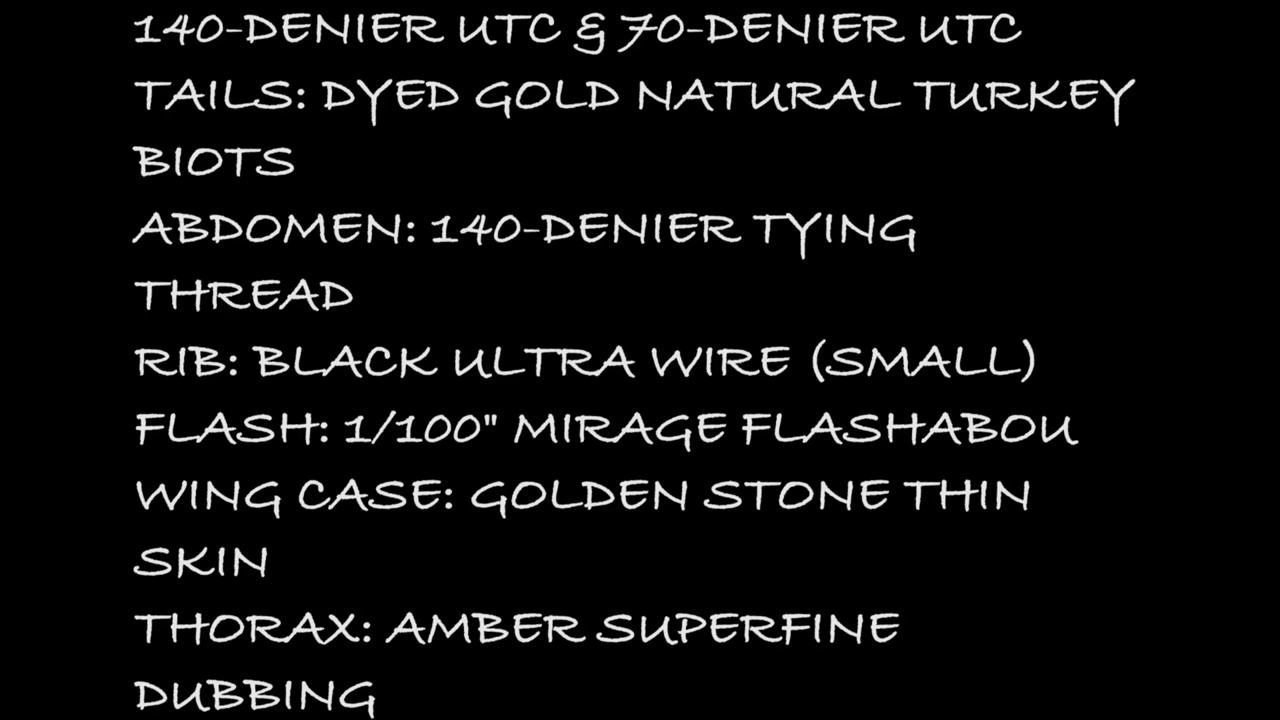 140-DENIER UTC & 70-DENIER UTC
TAILS: DYED GOLD NATURAL TURKEY
BIOTS
ABDOMEN: 140-DENIER TYING
THREAD
RIB: BLACK ULTRA WIRE (SMALL)
FLASH: 1/100" MIRAGE FLASHABOU
WING CASE: GOLDEN STONE THIN
SKIN
THORAX: AMBER SUPERFINE
DUBBING